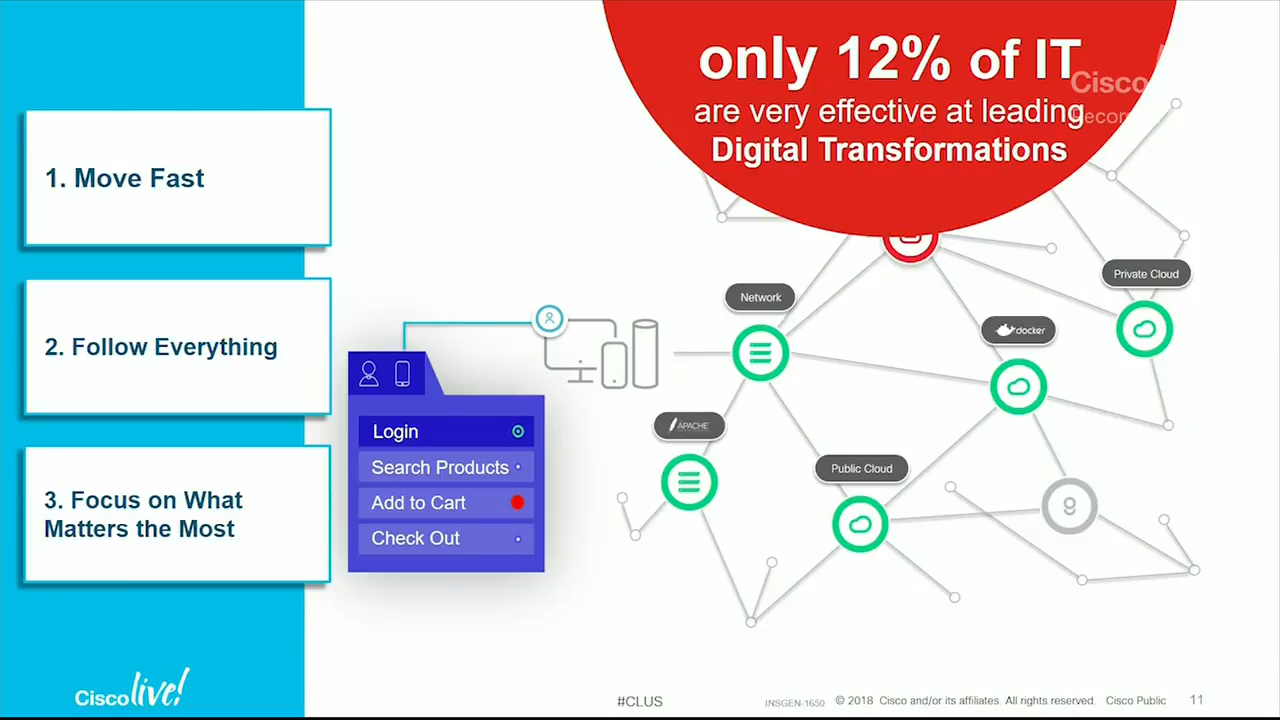 only 12% of IT
are very effective at leading
Digital Transformations
Cisco
1. Move Fast
2. Follow Everything
3. Focus on What
Matters the Most
Login
Search Products
Add to Cart
Check Out
Network
APACHE
Public Cloud
docker
Private Cloud
Cisco live!
#CLUS
INSGEN-1650
© 2018 Cisco and/or its affiliates. All rights reserved. Cisco Public
11